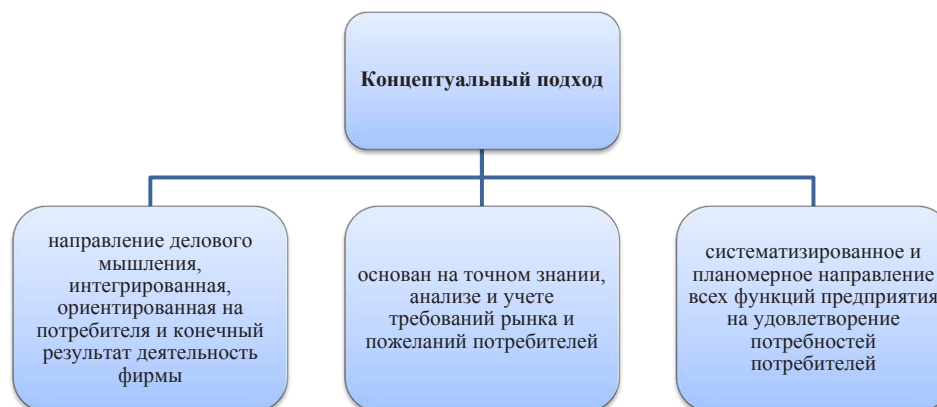 Концептуальный подход
направление делового
мышления,
интегрированная,
ориентированная на
потребителя и конечный
результат деятельность
фирмы
основан на точном знании,
анализе и учете
требований рынка и
пожеланий потребителей
систематизированное и
планомерное направление
всех функций предприятия
на удовлетворение
потребностей
потребителей